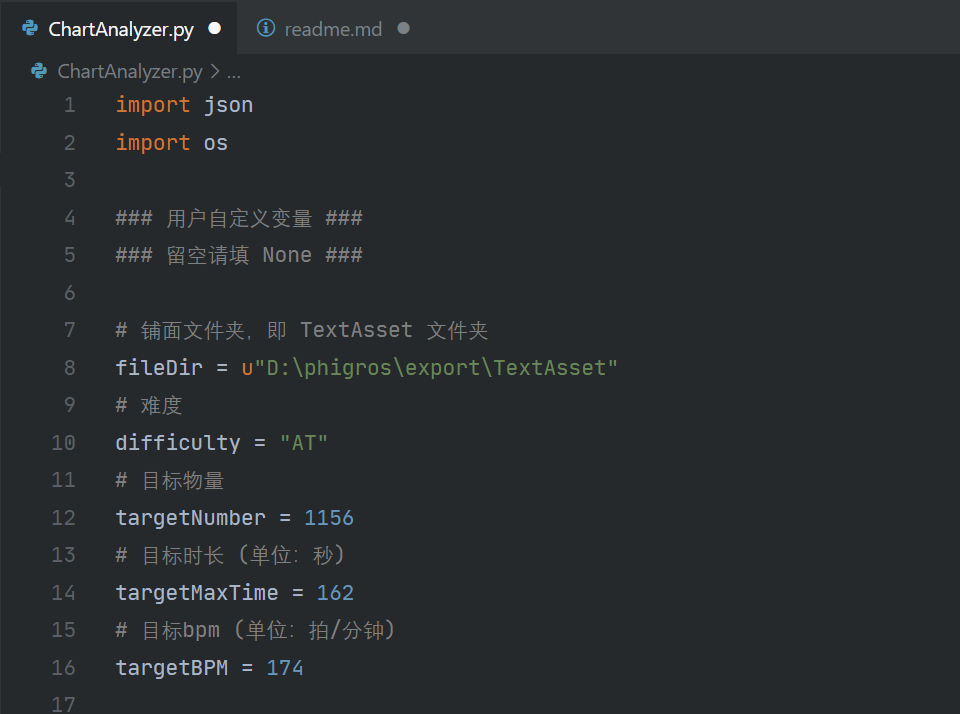 ChartAnalyzer.py readme.md
ChartAnalyzer.py > ...
1 import json
2 import os
3
4 ### 用户自定义变量 ###
5 ### 留空请填 None ###
6
7 # 铺面文件夹，即 TextAsset 文件夹
8 fileDir = u"D:\phigros\export\TextAsset"
9 # 难度
10 difficulty = "AT"
11 # 目标物量
12 targetNumber = 1156
13 # 目标时长（单位：秒）
14 targetMaxTime = 162
15 # 目标bpm（单位：拍/分钟）
16 targetBPM = 174
17